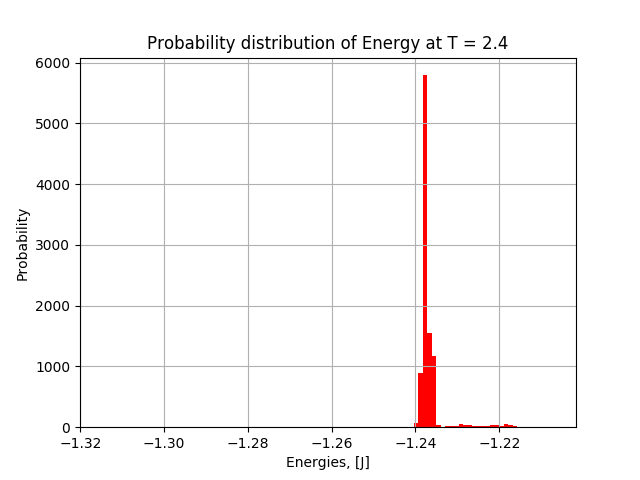 Probability distribution of Energy at T = 2.4
Probability
6000
5000
4000
3000
2000
1000
0
−1.32 −1.30 −1.28 −1.26 −1.24 −1.22
Energies, [J]